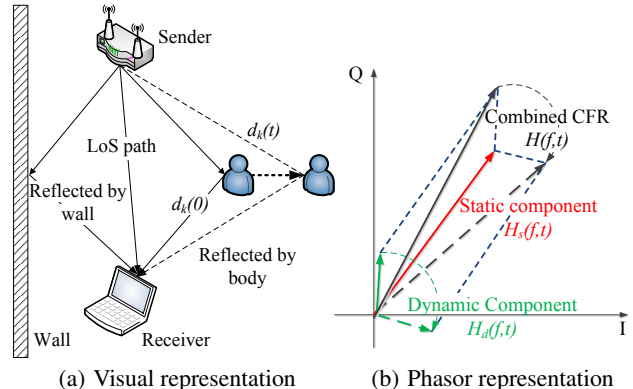 Sender
d_k(t)
LoS path
Reflected by
wall
d_k(0)
Reflected by
body
Wall
Receiver
(a) Visual representation
Q
Combined CFR
H(f,t)
Static component
H_s(f,t)
Dynamic Component
H_d(f,t)
I
(b) Phasor representation